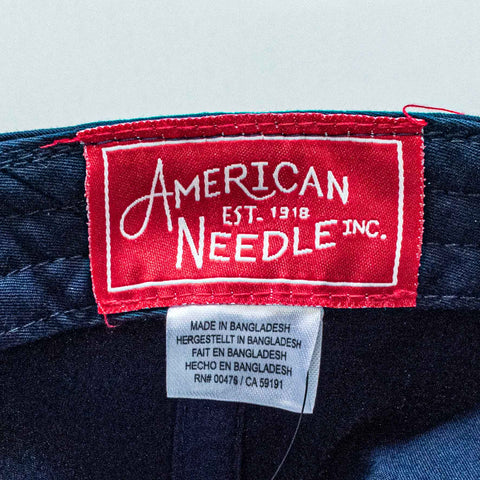 AMERICAN
EST. 1918
NEEDLE INC.
MADE IN BANGLADESH
HERGESTELLT IN BANGLADESH
FAIT EN BANGLADESH
HECHO EN BANGLADESH
RN# 00476 / CA 59191